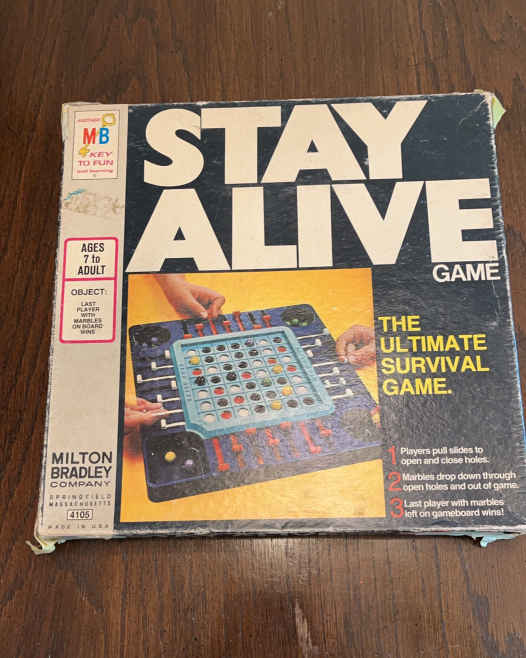 ANOTHER
MB
KEY
TO FUN
and learning
STAY
ALIVE
GAME
AGES
7 to
ADULT
OBJECT:
LAST
PLAYER
WITH
MARBLES
ON BOARD
WINS
THE
ULTIMATE
SURVIVAL
GAME.
1 Players pull slides to
open and close holes.
2 Marbles drop down through
open holes and out of game.
3 Last player with marbles
left on gameboard wins!
MILTON
BRADLEY
COMPANY
SPRINGFIELD
MASSACHUSETTS
4105
MADE IN U.S.A.